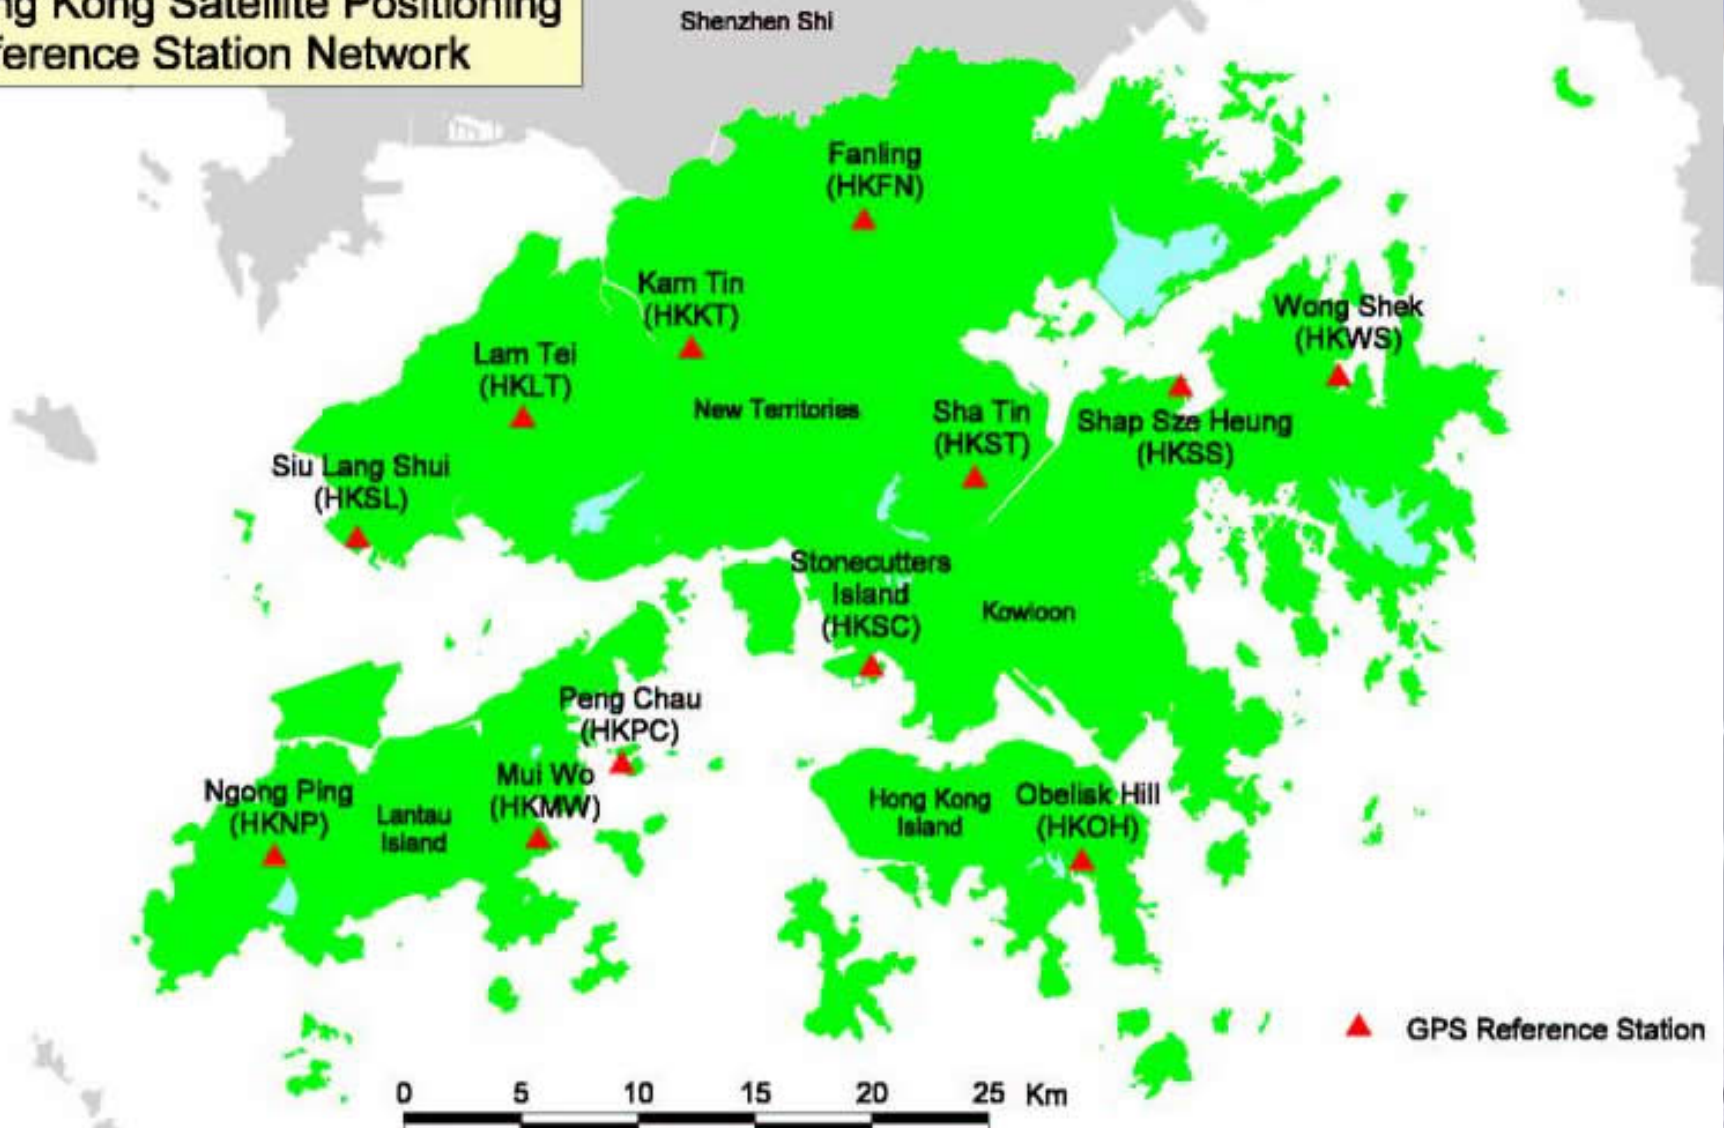 ng Kong Satellite Positioning
ference Station Network
Shenzhen Shi
Fanling
(HKFN)
Kam Tin
(HKKT)
Wong Shek
(HKWS)
Lam Tei
(HKLT)
New Territories
Sha Tin
(HKST)
Shap Sze Heung
(HKSS)
Siu Lang Shui
(HKSL)
Stonecutters
Island
(HKSC)
Kowloon
Peng Chau
(HKPC)
Mui Wo
(HKMW)
Ngong Ping
(HKNP)
Lantau
Island
Hong Kong
Island
Obelisk Hill
(HKOH)
GPS Reference Station
0 5 10 15 20 25 Km